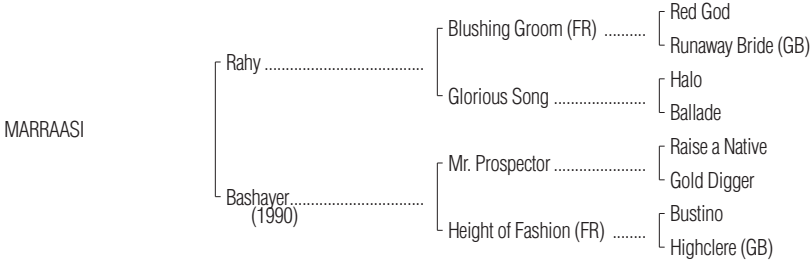 Red God
Blushing Groom (FR) ..........
Runaway Bride (GB)
Rahy ....................................
Halo
Glorious Song .....................
Ballade
MARRAASI
Raise a Native
Mr. Prospector .....................
Gold Digger
Bashayer...............................
(1990)
Bustino
Height of Fashion (FR) ........
Highclere (GB)